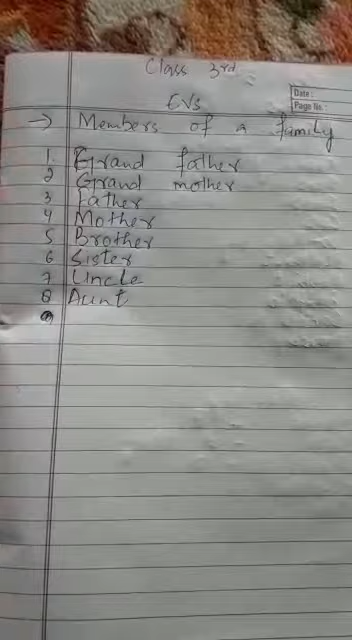 Class 3rd
EVS
Date :
Page No. :
→ Members of a family
1 Grand father
2 Grand mother
3 Father
4 Mother
5 Brother
6 Sister
7 Uncle
8 Aunt